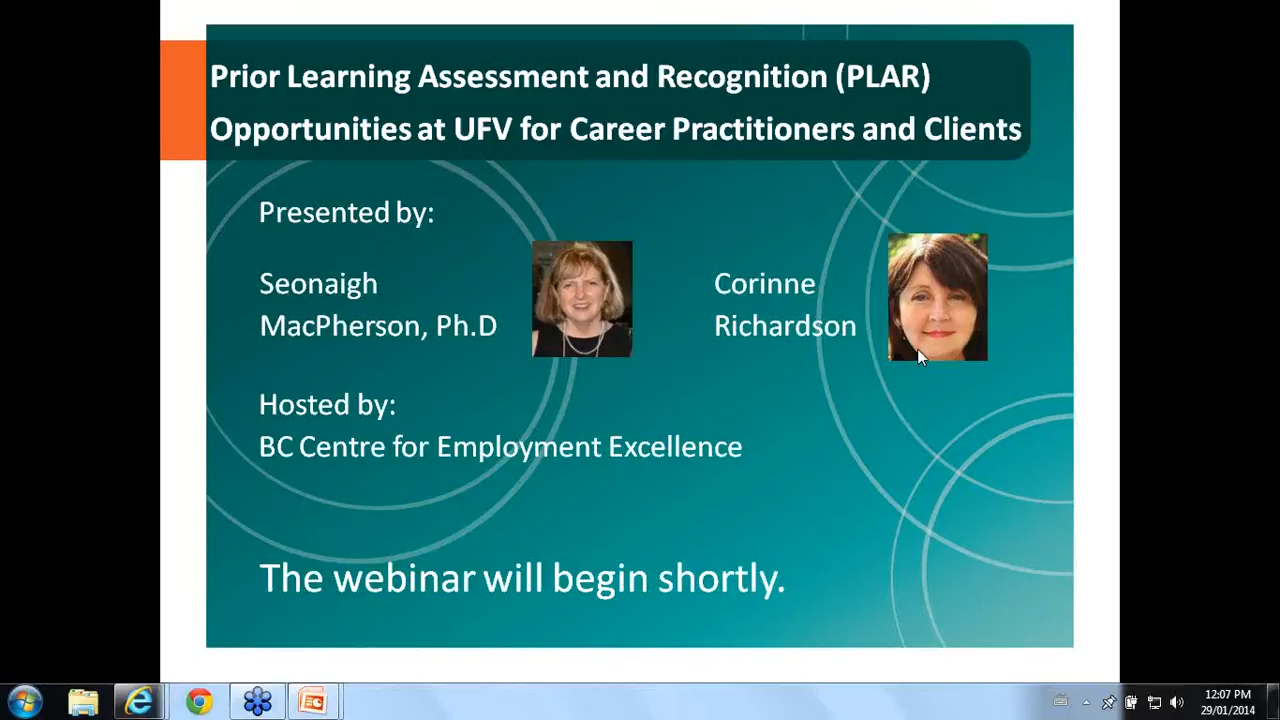 Prior Learning Assessment and Recognition (PLAR)
Opportunities at UFV for Career Practitioners and Clients
Presented by:
Seonaigh
MacPherson, Ph.D
Corinne
Richardson
Hosted by:
BC Centre for Employment Excellence
The webinar will begin shortly.
12:07 PM
29/01/2014